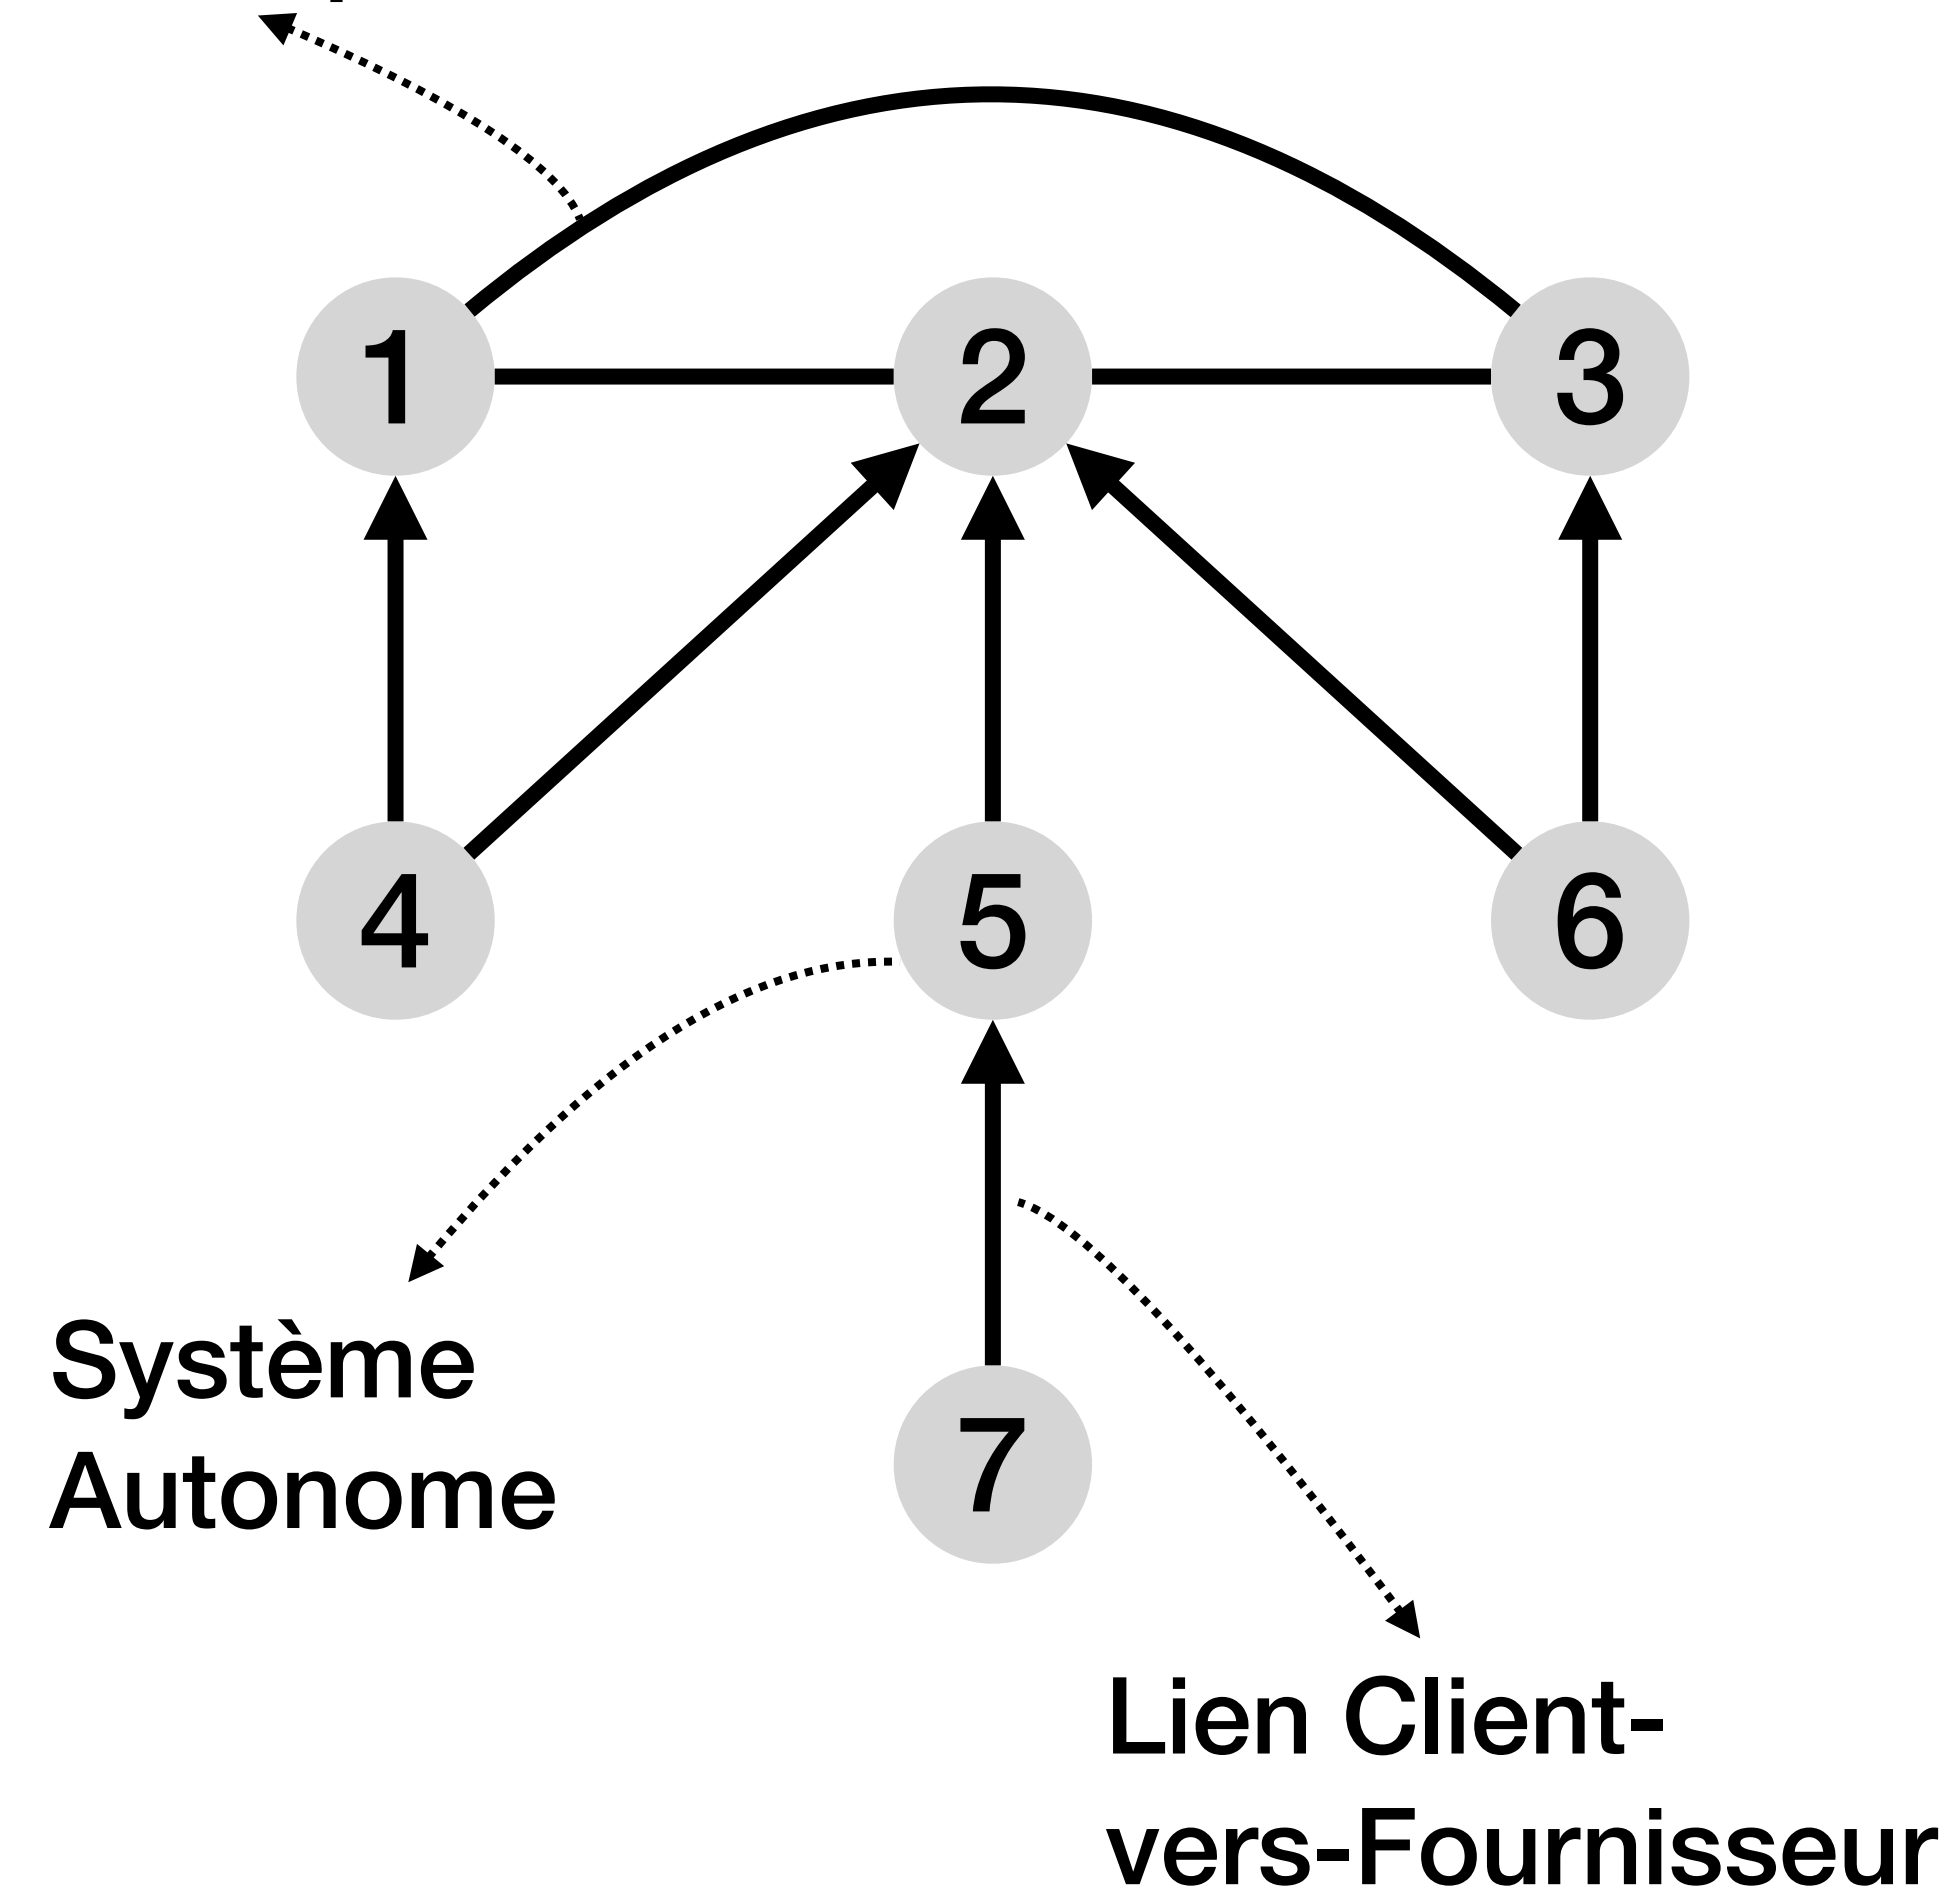 1 2 3
4 5 6
Système
Autonome
7
Lien Client-
vers-Fournisseur